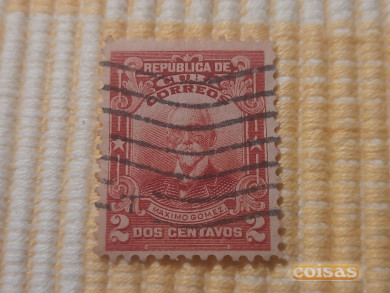 REPUBLICA DE
CUBA
CORREOS
MAXIMO GOMEZ
2 2
DOS CENTAVOS
coisas